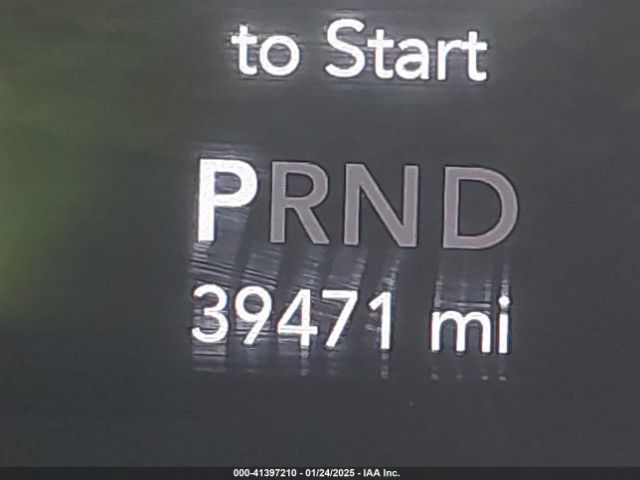 to Start
PRND
39471 mi
000-41397210 - 01/24/2025 - IAA Inc.